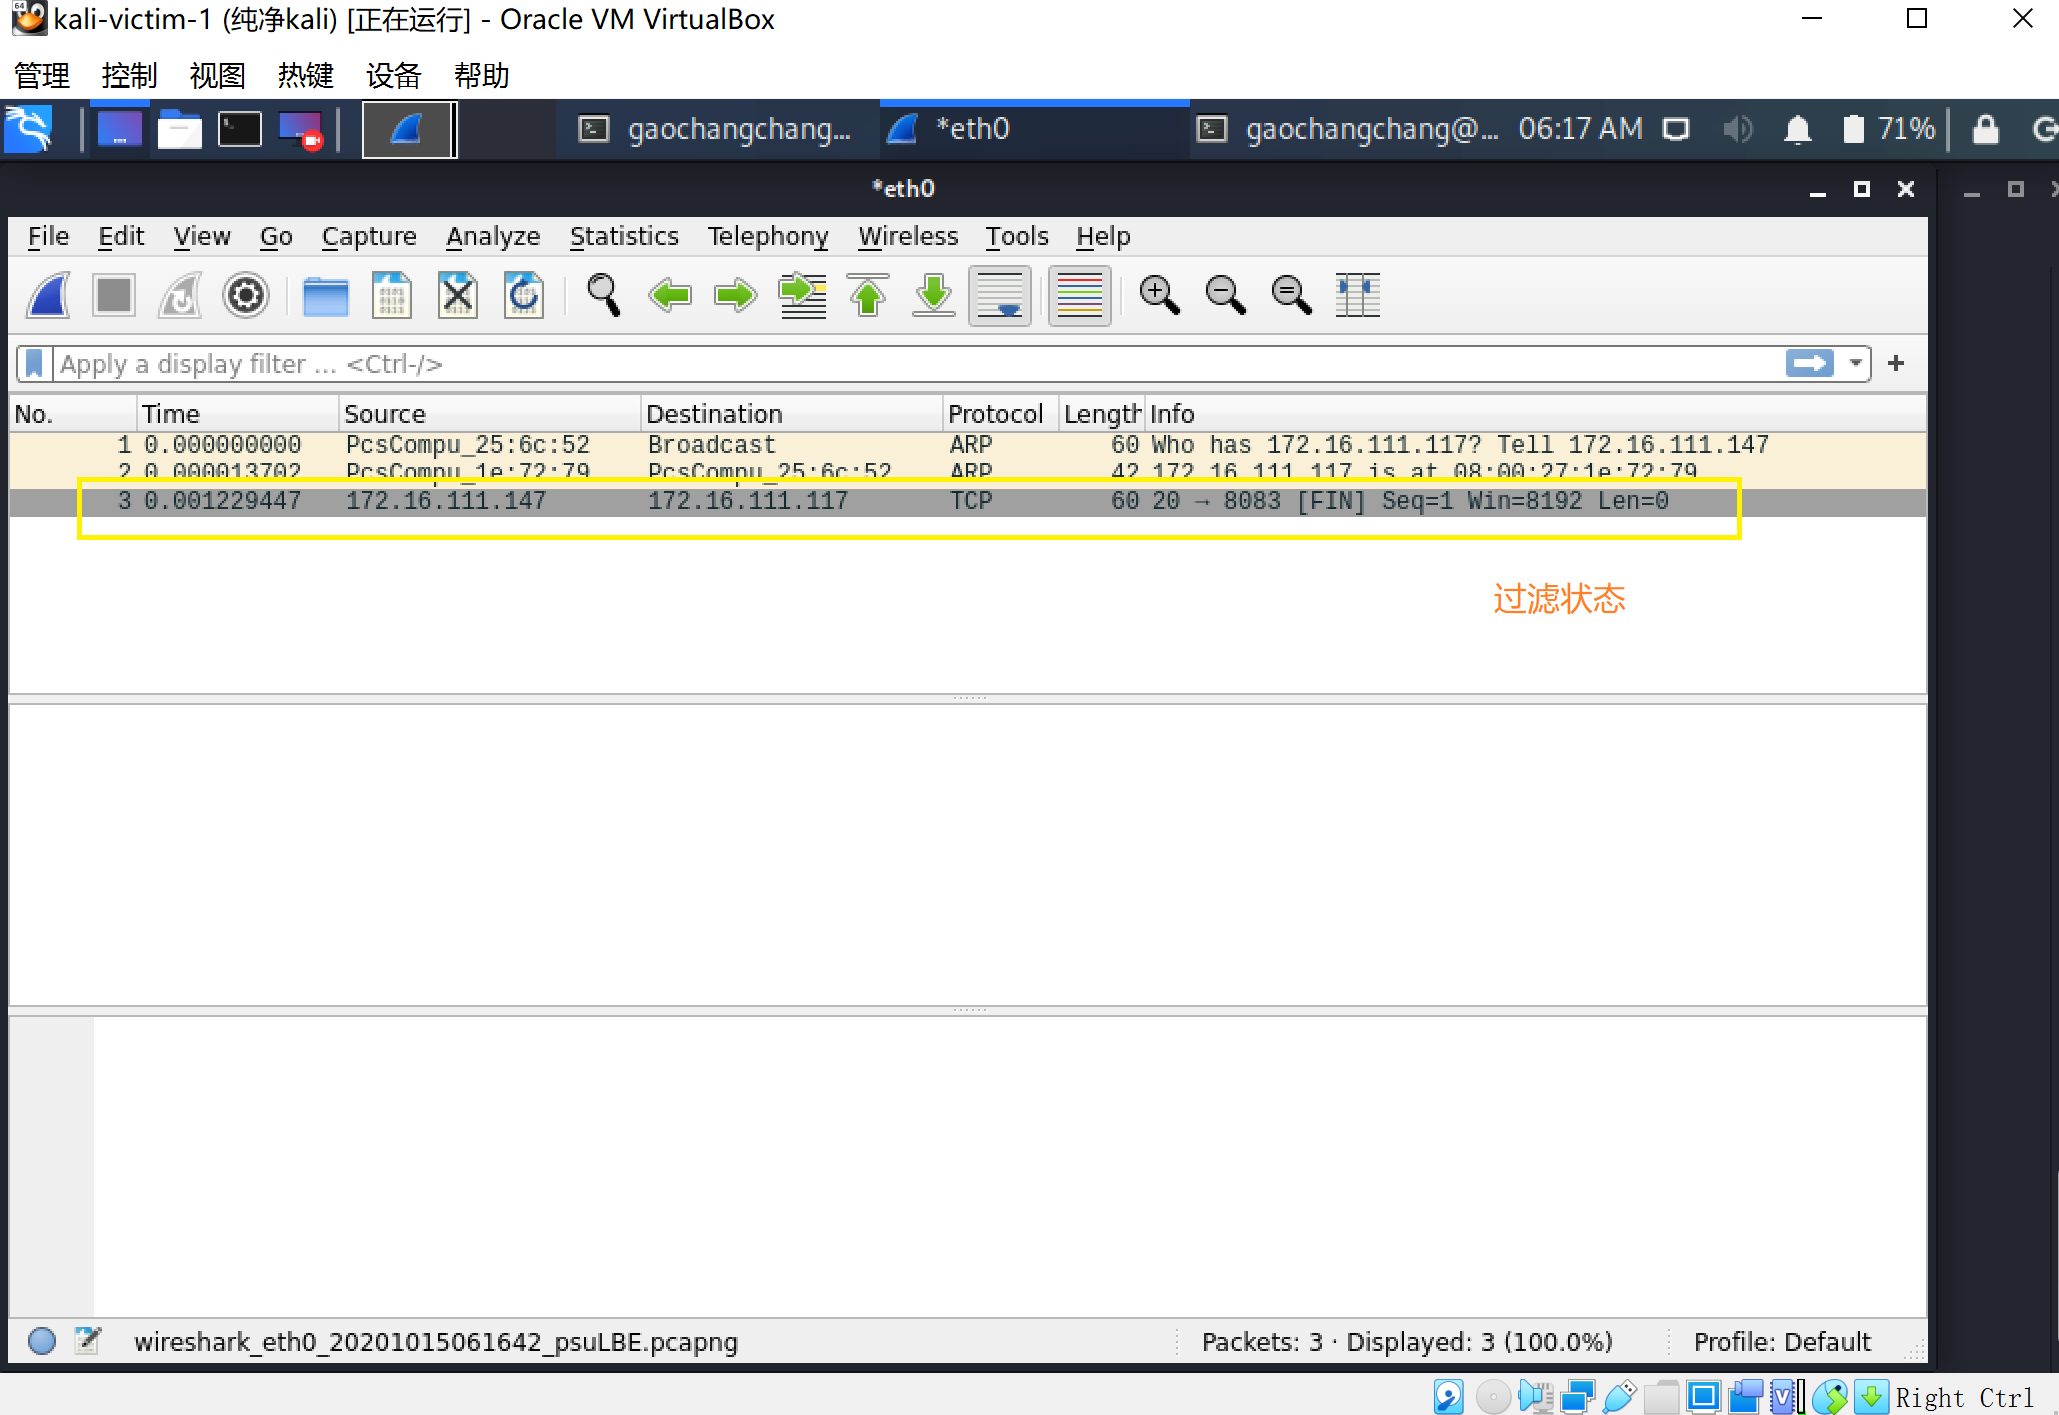 kali-victim-1 (纯净kali) [正在运行] - Oracle VM VirtualBox
管理 控制 视图 热键 设备 帮助
gaochangchang... *eth0 gaochangchang@... 06:17 AM 71%
*eth0
File Edit View Go Capture Analyze Statistics Telephony Wireless Tools Help
Apply a display filter ... <Ctrl-/>
No. Time Source Destination Protocol Length Info
1 0.000000000 PcsCompu_25:6c:52 Broadcast ARP 60 Who has 172.16.111.117? Tell 172.16.111.147
2 0.000013702 PcsCompu_1e:72:79 PcsCompu_25:6c:52 ARP 42 172.16.111.117 is at 08:00:27:1e:72:79
3 0.001229447 172.16.111.147 172.16.111.117 TCP 60 20 → 8083 [FIN] Seq=1 Win=8192 Len=0
过滤状态
wireshark_eth0_20201015061642_psuLBE.pcapng Packets: 3 · Displayed: 3 (100.0%) Profile: Default
Right Ctrl